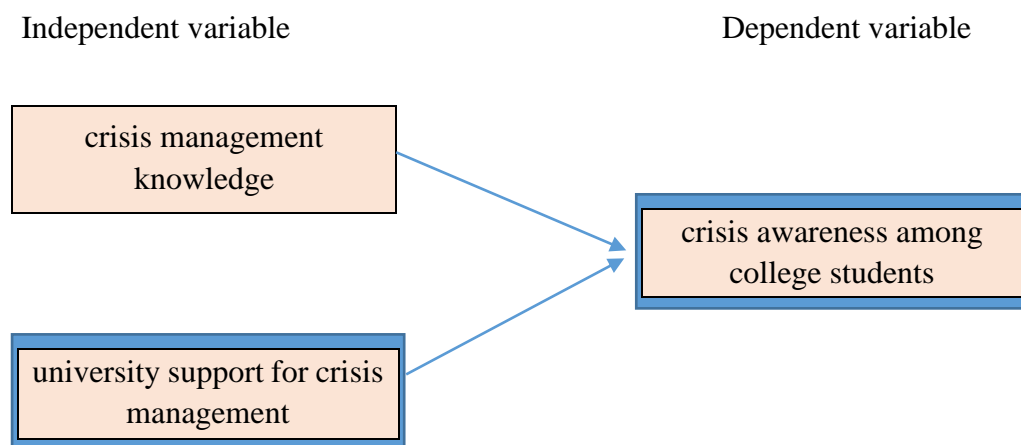 Independent variable
Dependent variable
crisis management
knowledge
crisis awareness among
college students
university support for crisis
management